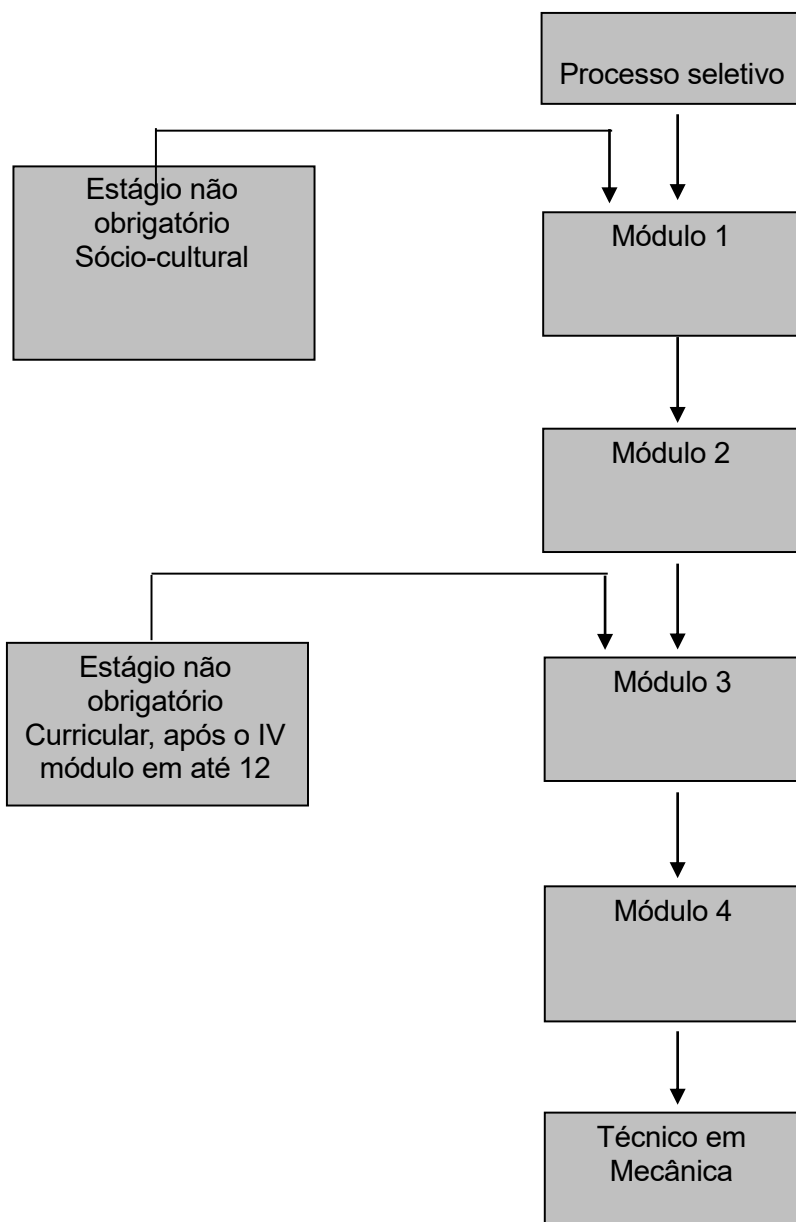 Processo seletivo
Estágio não
obrigatório
Sócio-cultural
Módulo 1
Módulo 2
Estágio não
obrigatório
Curricular, após o IV
módulo em até 12
Módulo 3
Módulo 4
Técnico em
Mecânica